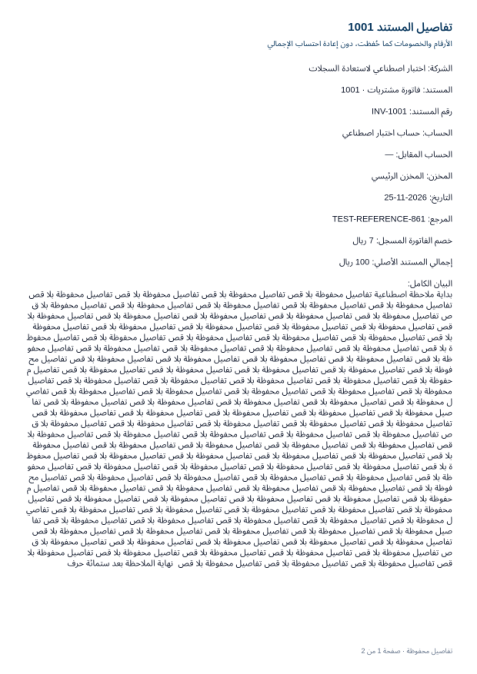 تفاصيل المستند 1001
الأرقام والخصومات كما حُفظت، دون إعادة احتساب الإجمالي
الشركة: اختبار اصطناعي لاستعادة السجلات
المستند: فاتورة مشتريات · 1001
رقم المستند: INV-1001
الحساب: حساب اختبار اصطناعي
الحساب المقابل: —
المخزن: المخزن الرئيسي
التاريخ: 2026-11-25
المرجع: TEST-REFERENCE-861
خصم الفاتورة المسجل: 7 ريال
إجمالي المستند الأصلي: 100 ريال
البيان الكامل:
بداية ملاحظة اصطناعية تفاصيل محفوظة بلا قص تفاصيل محفوظة بلا قص تفاصيل محفوظة بلا قص تفاصيل محفوظة بلا قص
تفاصيل محفوظة بلا قص تفاصيل محفوظة بلا قص تفاصيل محفوظة بلا قص تفاصيل محفوظة بلا قص تفاصيل محفوظة بلا ق
ص تفاصيل محفوظة بلا قص تفاصيل محفوظة بلا قص تفاصيل محفوظة بلا قص تفاصيل محفوظة بلا قص تفاصيل محفوظة بلا
قص تفاصيل محفوظة بلا قص تفاصيل محفوظة بلا قص تفاصيل محفوظة بلا قص تفاصيل محفوظة بلا قص تفاصيل محفوظة
بلا قص تفاصيل محفوظة بلا قص تفاصيل محفوظة بلا قص تفاصيل محفوظة بلا قص تفاصيل محفوظة بلا قص تفاصيل محفوظ
ة بلا قص تفاصيل محفوظة بلا قص تفاصيل محفوظة بلا قص تفاصيل محفوظة بلا قص تفاصيل محفوظة بلا قص تفاصيل محفو
ظة بلا قص تفاصيل محفوظة بلا قص تفاصيل محفوظة بلا قص تفاصيل محفوظة بلا قص تفاصيل محفوظة بلا قص تفاصيل مح
فوظة بلا قص تفاصيل محفوظة بلا قص تفاصيل محفوظة بلا قص تفاصيل محفوظة بلا قص تفاصيل محفوظة بلا قص تفاصيل م
حفوظة بلا قص تفاصيل محفوظة بلا قص تفاصيل محفوظة بلا قص تفاصيل محفوظة بلا قص تفاصيل محفوظة بلا قص تفاصيل
محفوظة بلا قص تفاصيل محفوظة بلا قص تفاصيل محفوظة بلا قص تفاصيل محفوظة بلا قص تفاصيل محفوظة بلا قص تفاصي
ل محفوظة بلا قص تفاصيل محفوظة بلا قص تفاصيل محفوظة بلا قص تفاصيل محفوظة بلا قص تفاصيل محفوظة بلا قص تفا
صيل محفوظة بلا قص تفاصيل محفوظة بلا قص تفاصيل محفوظة بلا قص تفاصيل محفوظة بلا قص تفاصيل محفوظة بلا قص
تفاصيل محفوظة بلا قص تفاصيل محفوظة بلا قص تفاصيل محفوظة بلا قص تفاصيل محفوظة بلا قص تفاصيل محفوظة بلا ق
ص تفاصيل محفوظة بلا قص تفاصيل محفوظة بلا قص تفاصيل محفوظة بلا قص تفاصيل محفوظة بلا قص تفاصيل محفوظة بلا
قص تفاصيل محفوظة بلا قص تفاصيل محفوظة بلا قص تفاصيل محفوظة بلا قص تفاصيل محفوظة بلا قص تفاصيل محفوظة
بلا قص تفاصيل محفوظة بلا قص تفاصيل محفوظة بلا قص تفاصيل محفوظة بلا قص تفاصيل محفوظة بلا قص تفاصيل محفوظ
ة بلا قص تفاصيل محفوظة بلا قص تفاصيل محفوظة بلا قص تفاصيل محفوظة بلا قص تفاصيل محفوظة بلا قص تفاصيل محفو
ظة بلا قص تفاصيل محفوظة بلا قص تفاصيل محفوظة بلا قص تفاصيل محفوظة بلا قص تفاصيل محفوظة بلا قص تفاصيل مح
فوظة بلا قص تفاصيل محفوظة بلا قص تفاصيل محفوظة بلا قص تفاصيل محفوظة بلا قص تفاصيل محفوظة بلا قص تفاصيل م
حفوظة بلا قص تفاصيل محفوظة بلا قص تفاصيل محفوظة بلا قص تفاصيل محفوظة بلا قص تفاصيل محفوظة بلا قص تفاصيل
محفوظة بلا قص تفاصيل محفوظة بلا قص تفاصيل محفوظة بلا قص تفاصيل محفوظة بلا قص تفاصيل محفوظة بلا قص تفاصي
ل محفوظة بلا قص تفاصيل محفوظة بلا قص تفاصيل محفوظة بلا قص تفاصيل محفوظة بلا قص تفاصيل محفوظة بلا قص تفا
صيل محفوظة بلا قص تفاصيل محفوظة بلا قص تفاصيل محفوظة بلا قص تفاصيل محفوظة بلا قص تفاصيل محفوظة بلا قص
تفاصيل محفوظة بلا قص تفاصيل محفوظة بلا قص تفاصيل محفوظة بلا قص تفاصيل محفوظة بلا قص تفاصيل محفوظة بلا ق
ص تفاصيل محفوظة بلا قص تفاصيل محفوظة بلا قص تفاصيل محفوظة بلا قص تفاصيل محفوظة بلا قص تفاصيل محفوظة بلا
قص تفاصيل محفوظة بلا قص تفاصيل محفوظة بلا قص تفاصيل محفوظة بلا قص نهاية الملاحظة بعد ستمائة حرف
تفاصيل محفوظة · صفحة 1 من 2